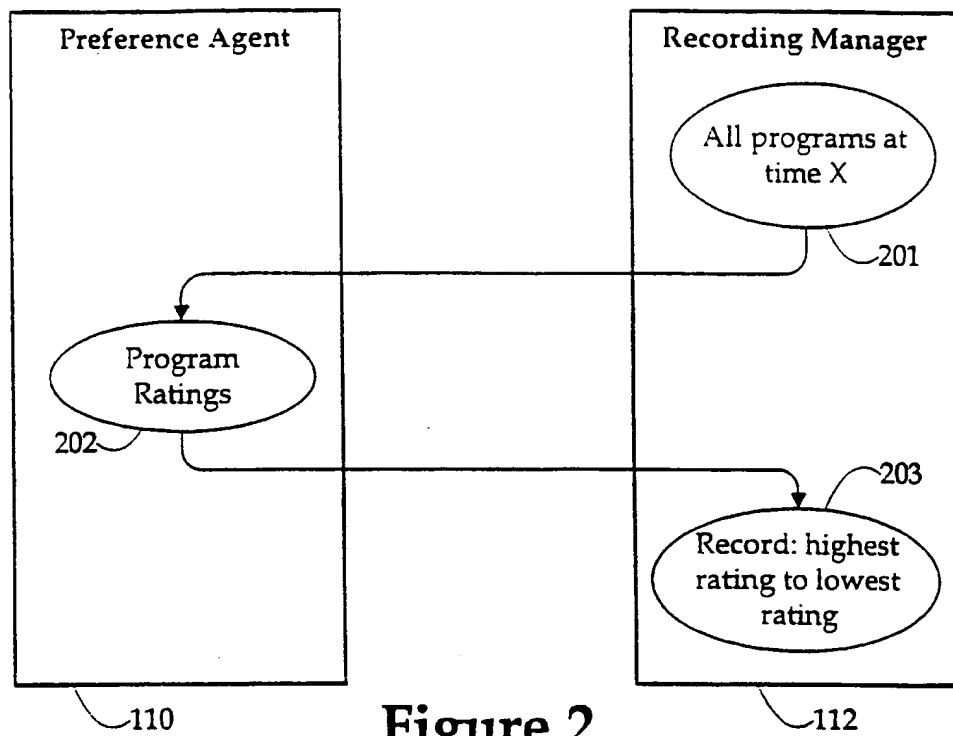 Preference Agent
Recording Manager
All programs at
time X
201
Program
Ratings
202
203
Record: highest
rating to lowest
rating
110
112
Figure 2